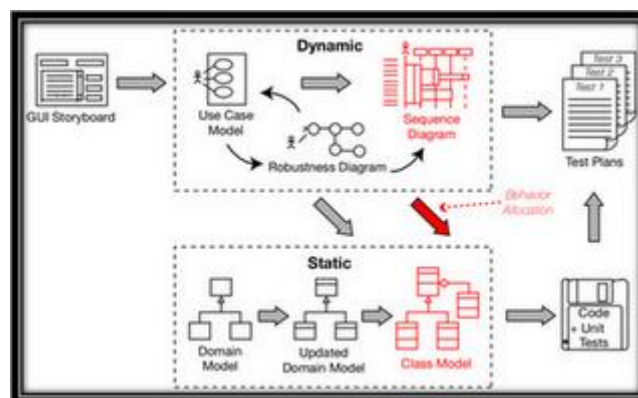 Dynamic
GUI Storyboard
Use Case
Model
Robustness Diagram
Sequence
Diagram
Test 3
Test 2
Test 1
Test Plans
Behavior
Allocation
Static
Domain
Model
Updated
Domain Model
Class Model
Code
+ Unit
Tests